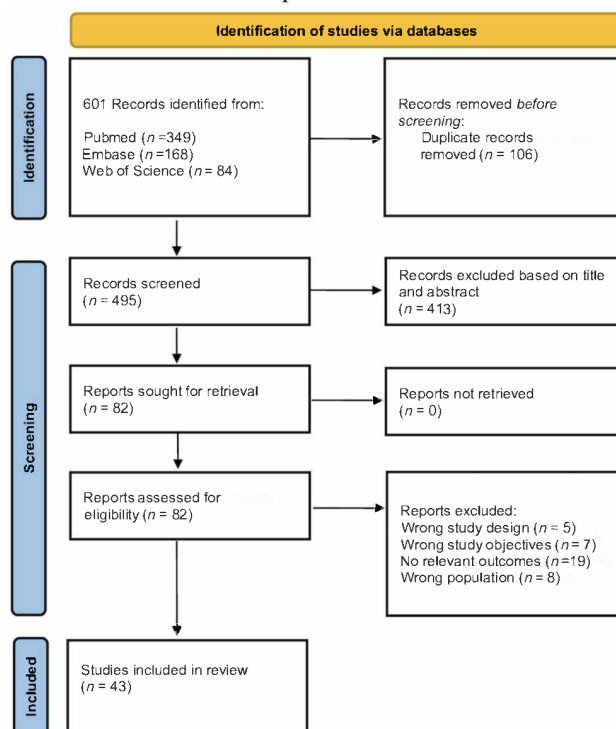 Identification of studies via databases
Identification
601 Records identified from:
Pubmed (n =349)
Embase (n =168)
Web of Science (n = 84)
Records removed before
screening:
Duplicate records
removed (n = 106)
Screening
Records screened
(n = 495)
Records excluded based on title
and abstract
(n = 413)
Reports sought for retrieval
(n = 82)
Reports not retrieved
(n = 0)
Reports assessed for
eligibility (n = 82)
Reports excluded:
Wrong study design (n = 5)
Wrong study objectives (n = 7)
No relevant outcomes (n =19)
Wrong population (n = 8)
Included
Studies included in review
(n = 43)